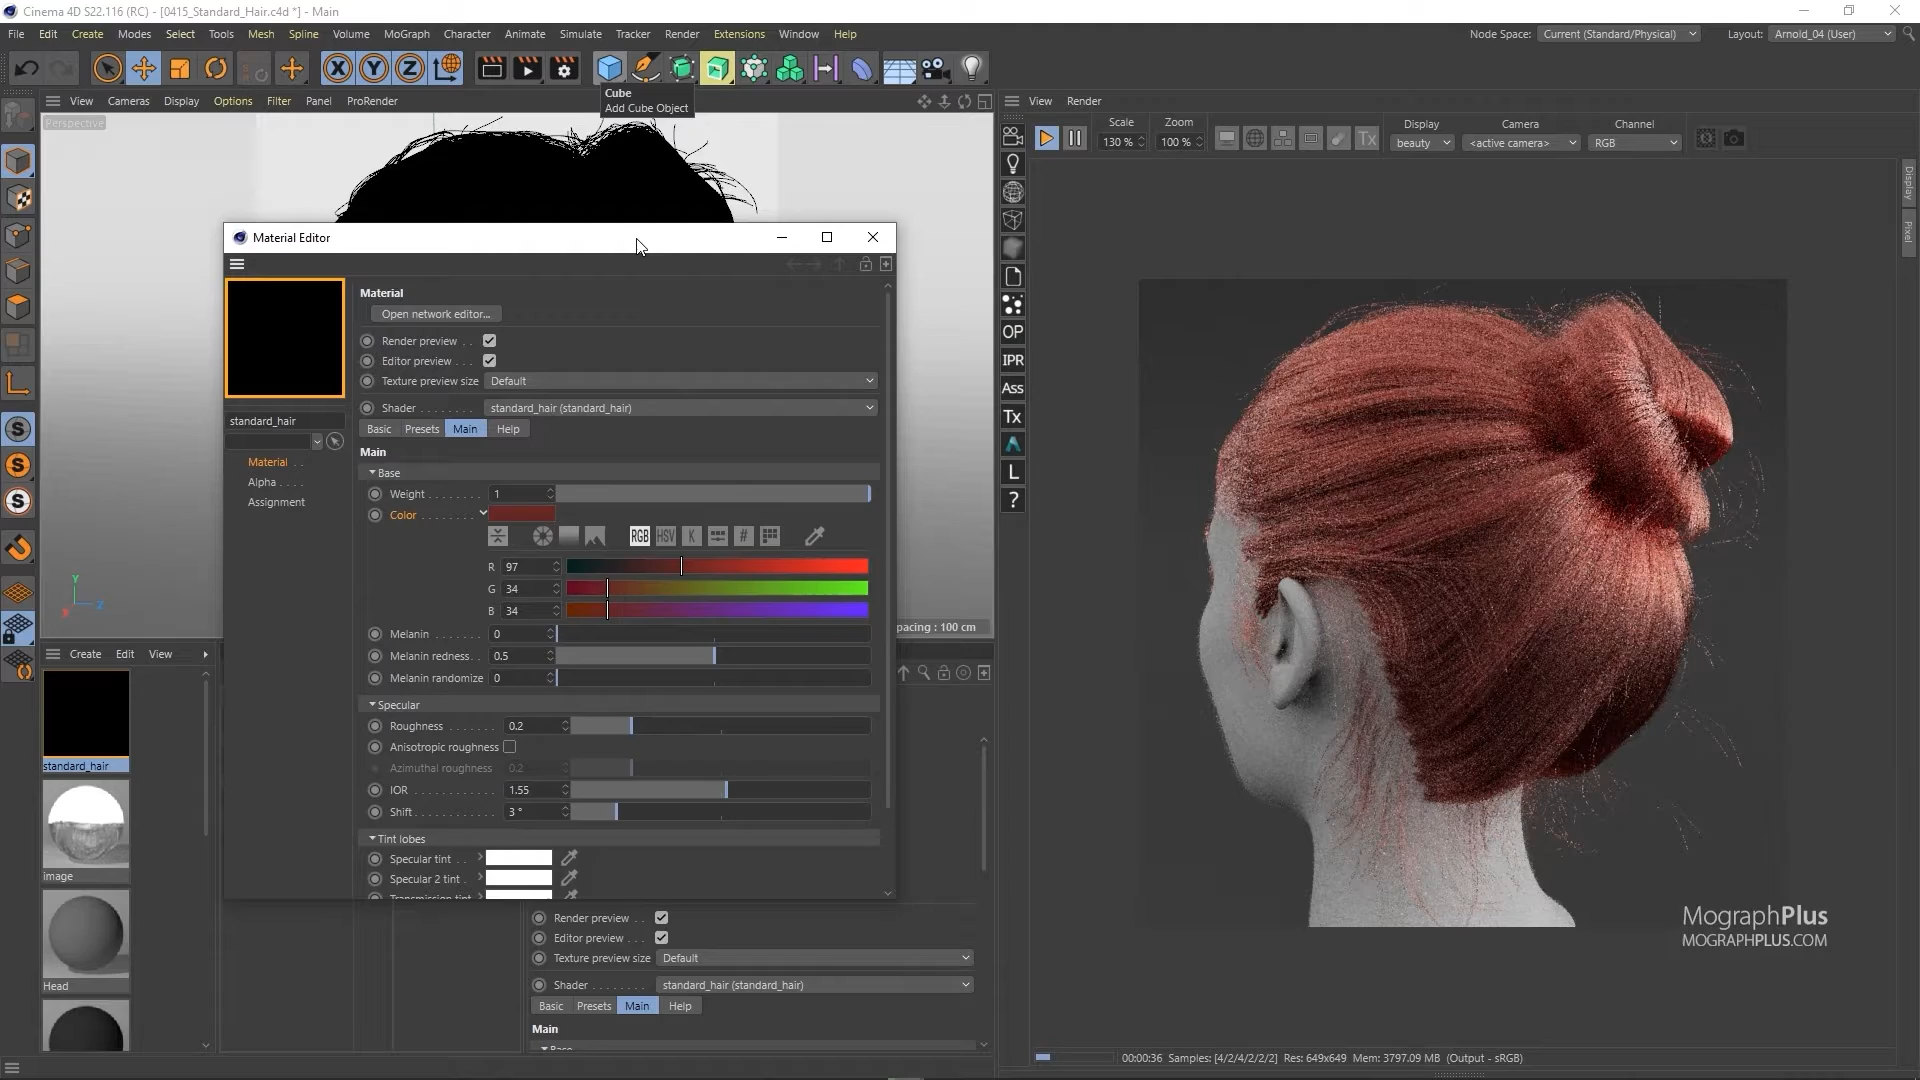 Cinema 4D S22.116 (RC) - [0415_Standard_Hair.c4d *] - Main
File Edit Create Modes Select Tools Mesh Spline Volume MoGraph Character Animate Simulate Tracker Render Extensions Window Help
Node Space: Current (Standard/Physical) Layout: Arnold_04 (User)
Cube
Add Cube Object
View Cameras Display Options Filter Panel ProRender
Perspective
View Render
Scale
130 %
Zoom
100 %
Tx
Display
beauty
Camera
<active camera>
Channel
RGB
Display
Pixel
OP
IPR
Ass
Tx
L
?
Material Editor
Material
Open network editor...
Render preview
Editor preview
Texture preview size Default
Shader standard_hair (standard_hair)
Basic Presets Main Help
standard_hair
Material
Alpha
Assignment
Main
Base
Weight 1
Color
RGB HSV K #
R 97
G 34
B 34
Melanin 0
Melanin redness 0.5
Melanin randomize 0
Specular
Roughness 0.2
Anisotropic roughness
Azimuthal roughness 0.2
IOR 1.55
Shift 3 °
Tint lobes
Specular tint
Specular 2 tint
Transmission tint
pacing : 100 cm
Create Edit View
standard_hair
image
Head
Render preview
Editor preview
Texture preview size Default
Shader standard_hair (standard_hair)
Basic Presets Main Help
Main
Base
MographPlus
MOGRAPHPLUS.COM
00:00:36 Samples: [4/2/4/2/2/2] Res: 649x649 Mem: 3797.09 MB (Output - sRGB)